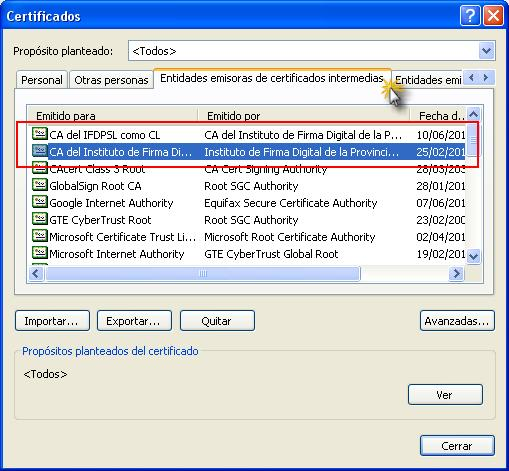 Certificados
Propósito planteado: <Todos>
Personal Otras personas Entidades emisoras de certificados intermedias Entidades emi
Emitido para Emitido por Fecha d...
CA del IFDPSL como CL CA del Instituto de Firma Digital de la P... 10/06/201
CA del Instituto de Firma Di... Instituto de Firma Digital de la Provinci... 25/02/201
CAcert Class 3 Root CA Cert Signing Authority 28/03/201
GlobalSign Root CA Root SGC Authority 28/01/201
Google Internet Authority Equifax Secure Certificate Authority 07/06/201
GTE CyberTrust Root Root SGC Authority 23/02/200
Microsoft Certificate Trust Li... Microsoft Root Certificate Authority 02/04/201
Microsoft Internet Authority GTE CyberTrust Global Root 19/02/201
Importar... Exportar... Quitar Avanzadas...
Propósitos planteados del certificado
<Todos>
Ver
Cerrar